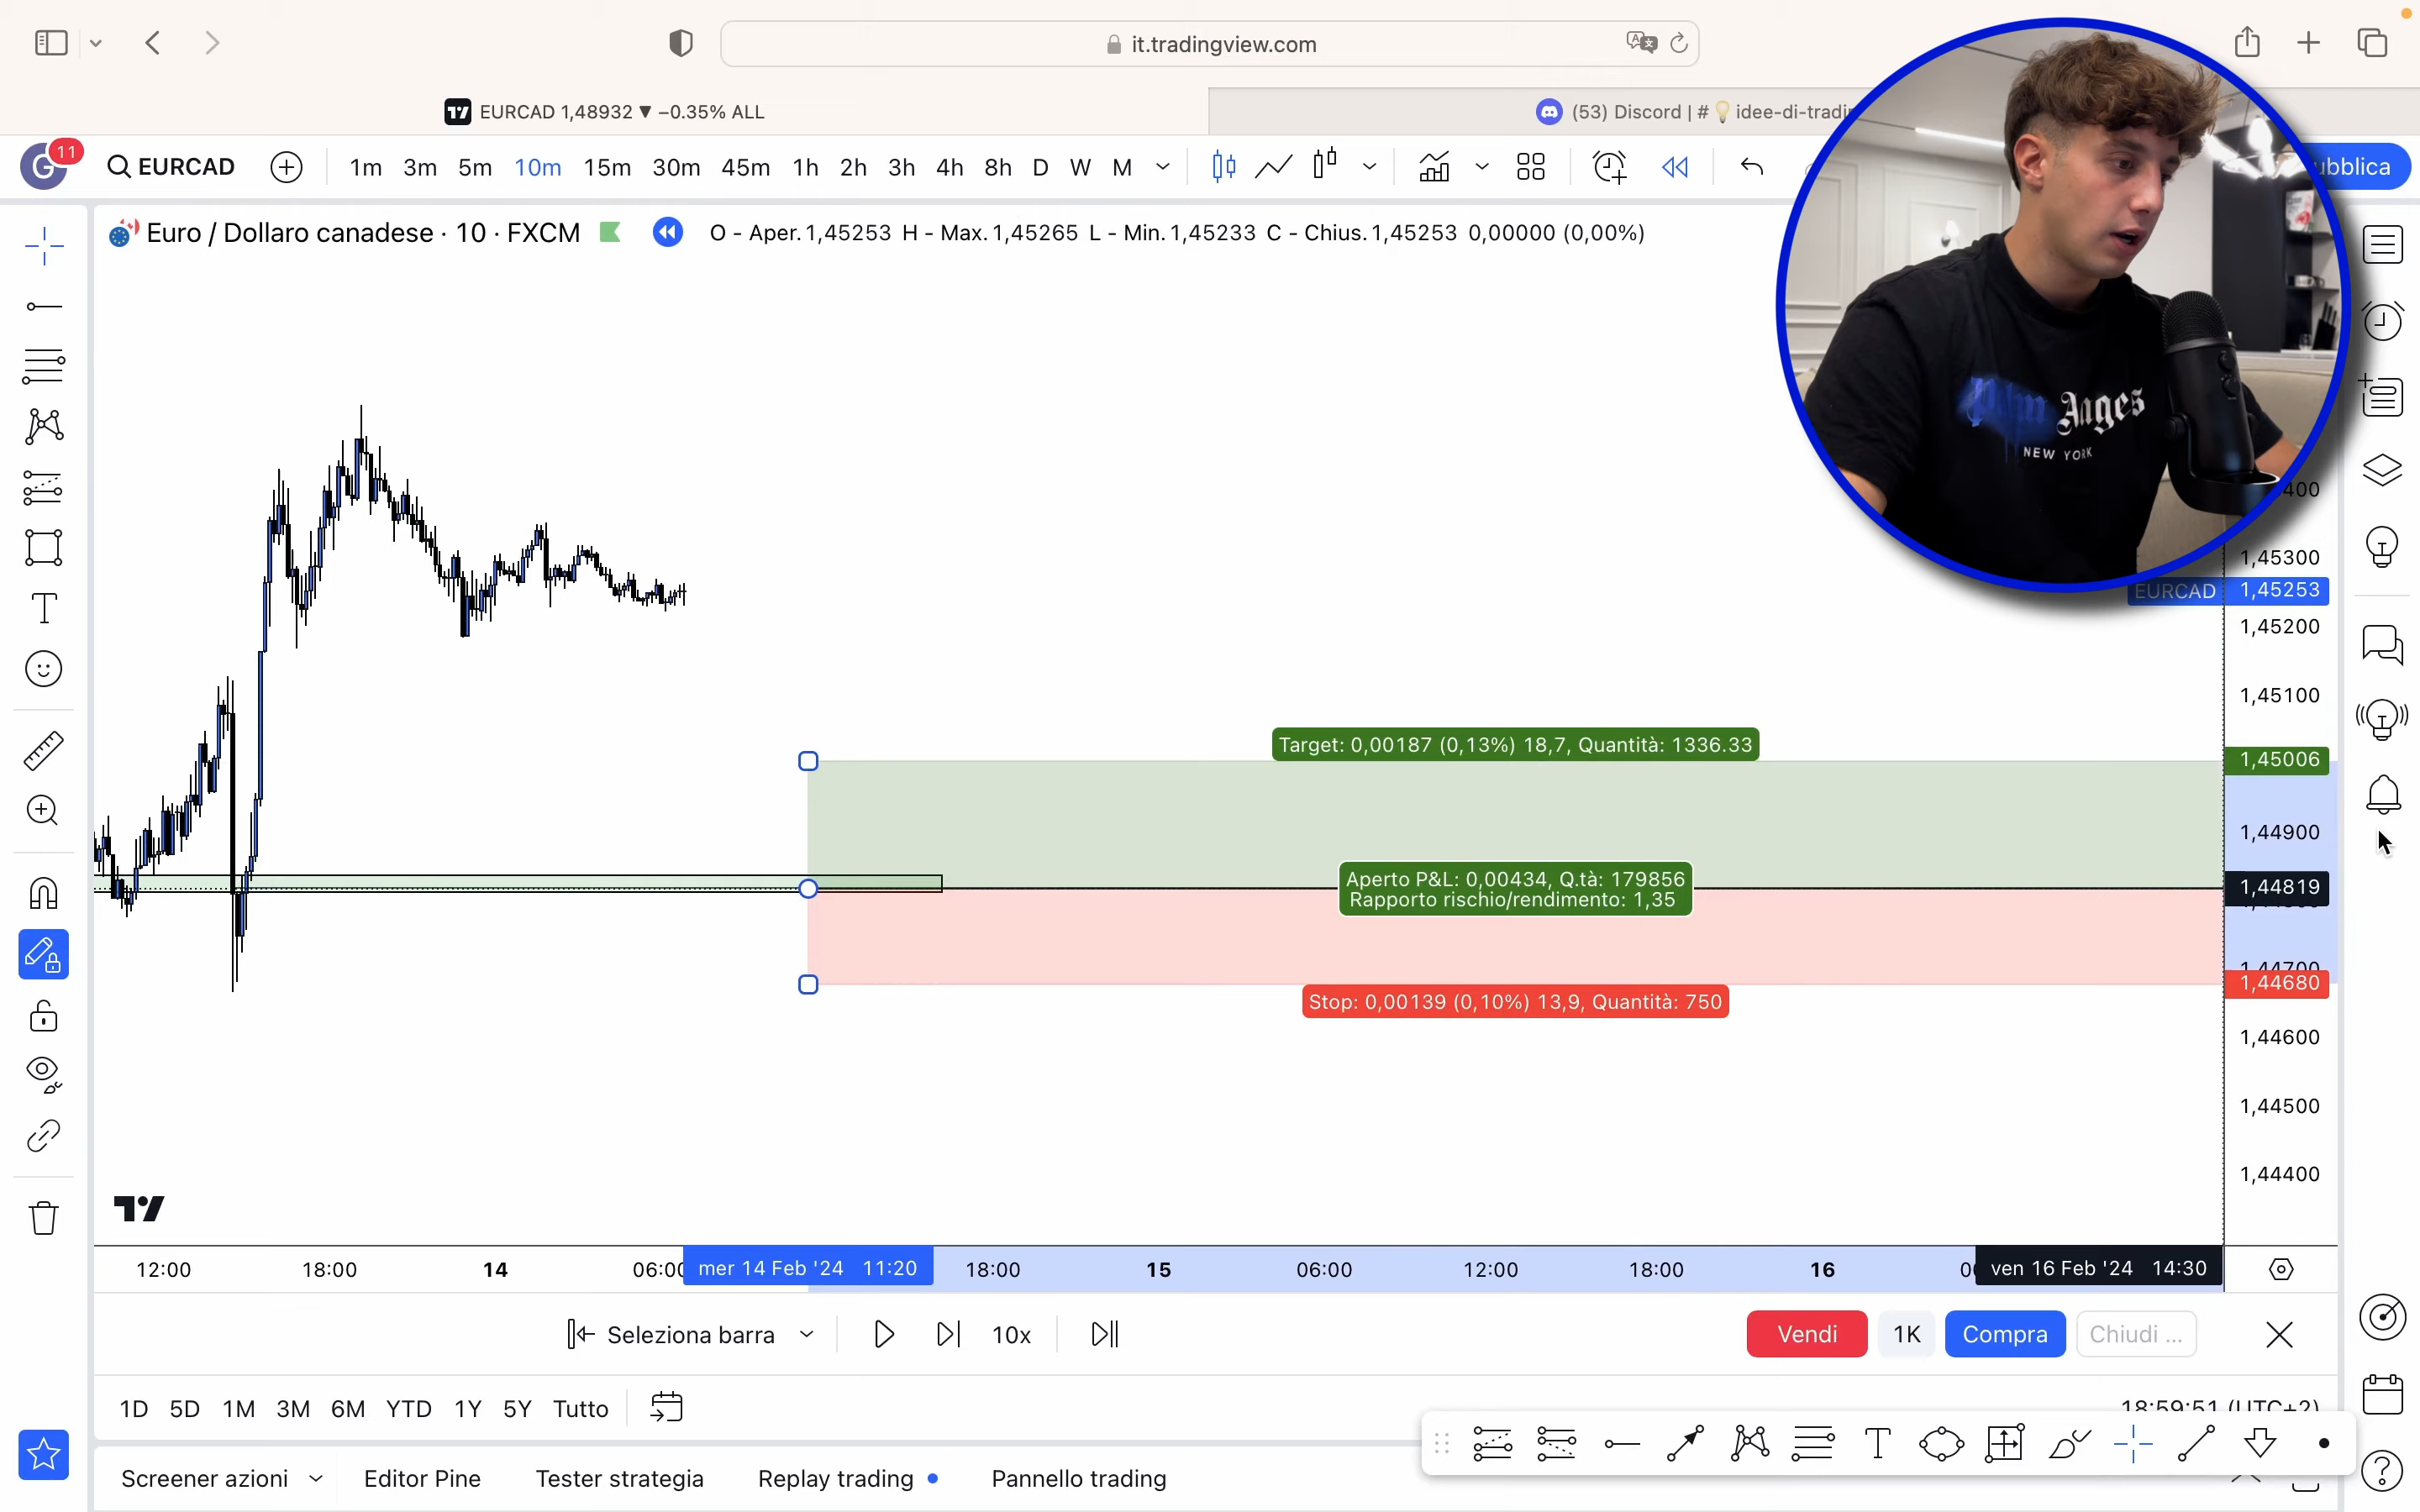 it.tradingview.com
EURCAD 1,48932 ▼ −0.35% ALL
(53) Discord | # 💡idee-di-tradi
G 11
EURCAD
1m 3m 5m 10m 15m 30m 45m 1h 2h 3h 4h 8h D W M
ubblica
Euro / Dollaro canadese · 10 · FXCM
O - Aper. 1,45253 H - Max. 1,45265 L - Min. 1,45233 C - Chius. 1,45253 0,00000 (0,00%)
NEW YORK
400
1,45300
EURCAD 1,45253
1,45200
1,45100
Target: 0,00187 (0,13%) 18,7, Quantità: 1336.33
1,45006
1,44900
Aperto P&L: 0,00434, Q.tà: 179856
Rapporto rischio/rendimento: 1,35
1,44819
1,44700
1,44680
Stop: 0,00139 (0,10%) 13,9, Quantità: 750
1,44600
1,44500
1,44400
12:00 18:00 14 06:00 mer 14 Feb '24 11:20 18:00 15 06:00 12:00 18:00 16 ven 16 Feb '24 14:30
Seleziona barra
10x
Vendi 1K Compra Chiudi ...
1D 5D 1M 3M 6M YTD 1Y 5Y Tutto
18:59:51 (UTC+2)
Screener azioni Editor Pine Tester strategia Replay trading Pannello trading